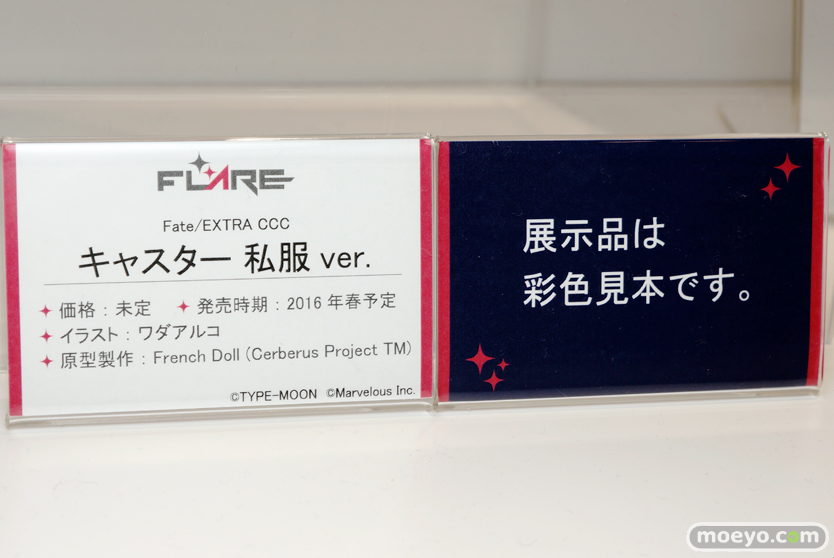 FLARE
Fate/EXTRA CCC
キャスター 私服 ver.
価格：未定 発売時期：2016 年春予定
イラスト：ワダアルコ
原型製作：French Doll (Cerberus Project TM)
©TYPE-MOON ©Marvelous Inc.
展示品は
彩色見本です。
moeyo.com